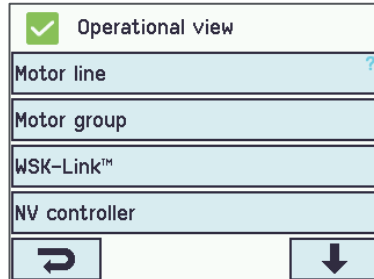 Operational view
Motor line ?
Motor group
WSK-Link™
NV controller